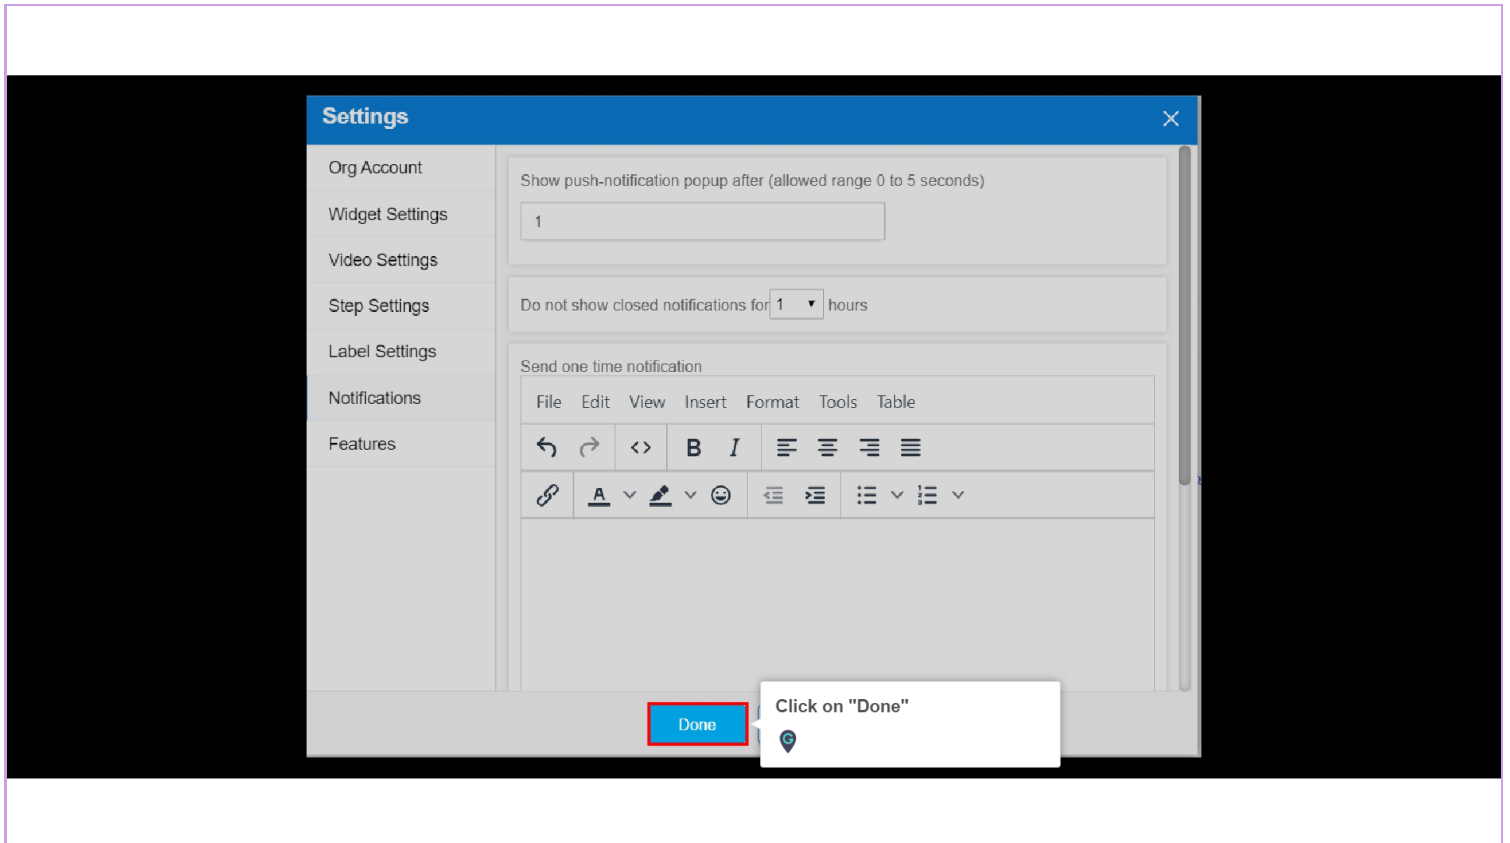 Settings
Org Account
Widget Settings
Video Settings
Step Settings
Label Settings
Notifications
Features
Show push-notification popup after (allowed range 0 to 5 seconds)
1
Do not show closed notifications for 1 hours
Send one time notification
File Edit View Insert Format Tools Table
Done
Click on "Done"